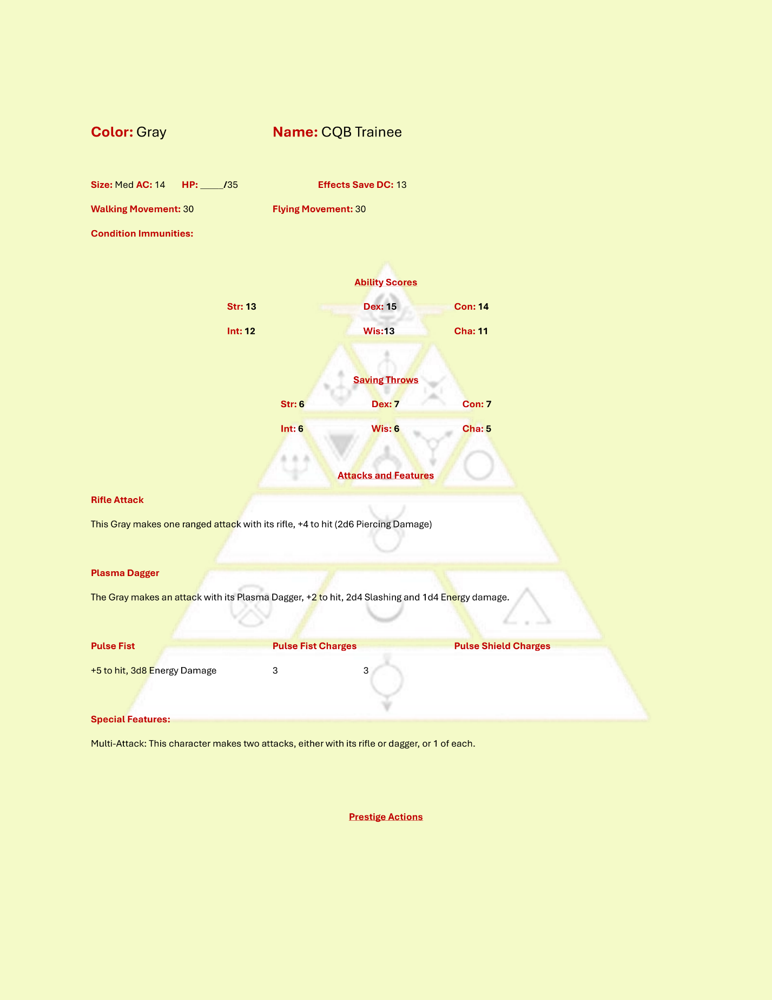 Color: Gray Name: CQB Trainee
Size: Med AC: 14 HP: _____/35 Effects Save DC: 13
Walking Movement: 30 Flying Movement: 30
Condition Immunities:
Ability Scores
Str: 13 Dex: 15 Con: 14
Int: 12 Wis:13 Cha: 11
Saving Throws
Str: 6 Dex: 7 Con: 7
Int: 6 Wis: 6 Cha: 5
Attacks and Features
Rifle Attack
This Gray makes one ranged attack with its rifle, +4 to hit (2d6 Piercing Damage)
Plasma Dagger
The Gray makes an attack with its Plasma Dagger, +2 to hit, 2d4 Slashing and 1d4 Energy damage.
Pulse Fist Pulse Fist Charges Pulse Shield Charges
+5 to hit, 3d8 Energy Damage 3 3
Special Features:
Multi-Attack: This character makes two attacks, either with its rifle or dagger, or 1 of each.
Prestige Actions